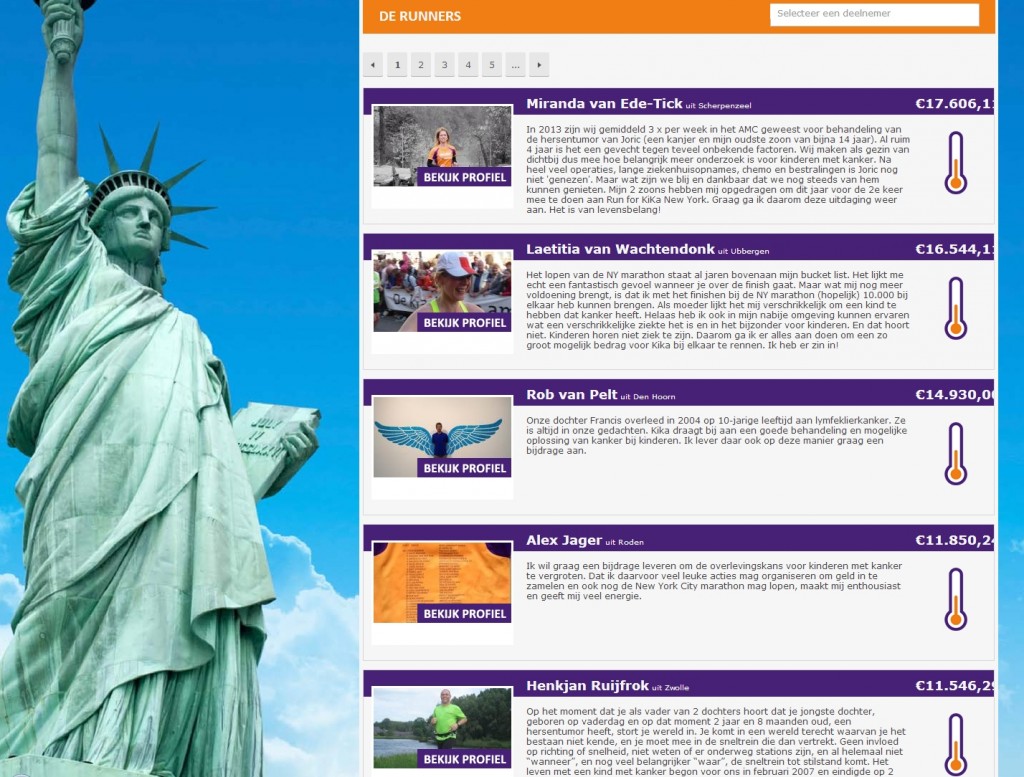 DE RUNNERS
Selecteer een deelnemer
1 2 3 4 5 ...
Miranda van Ede-Tick uit Scherpenzeel €17.606,1
In 2013 zijn wij gemiddeld 3 x per week in het AMC geweest voor behandeling van
de hersentumor van Joric (een kanjer en mijn oudste zoon van bijna 14 jaar). Al ruim
4 jaar is het een gevecht tegen teveel onbekende factoren. Wij maken als gezin van
dichtbij dus mee hoe belangrijk meer onderzoek is voor kinderen met kanker. Na
heel veel operaties, lange ziekenhuisopnames, chemo en bestralingen is Joric nog
niet 'genezen'. Maar wat zijn we blij en dankbaar dat we nog steeds van hem
kunnen genieten. Mijn 2 zoons hebben mij opgedragen om dit jaar voor de 2e keer
mee te doen aan Run for KiKa New York. Graag ga ik daarom deze uitdaging weer
aan. Het is van levensbelang!
BEKIJK PROFIEL
Laetitia van Wachtendonk uit Ubbergen €16.544,1
Het lopen van de NY marathon staat al jaren bovenaan mijn bucket list. Het lijkt me
echt een fantastisch gevoel wanneer je over de finish gaat. Maar wat mij nog meer
voldoening brengt, is dat ik met het finishen bij de NY marathon (hopelijk) 10.000 bij
elkaar heb kunnen brengen. Als moeder lijkt het mij verschrikkelijk om een kind te
hebben dat kanker heeft. Helaas heb ik ook in mijn nabije omgeving kunnen ervaren
wat een verschrikkelijke ziekte het is en in het bijzonder voor kinderen. En dat hoort
niet. Kinderen horen niet ziek te zijn. Daarom ga ik er alles aan doen om een zo
groot mogelijk bedrag voor Kika bij elkaar te rennen. Ik heb er zin in!
BEKIJK PROFIEL
Rob van Pelt uit Den Hoorn €14.930,0
Onze dochter Francis overleed in 2004 op 10-jarige leeftijd aan lymfeklierkanker. Ze
is altijd in onze gedachten. Kika draagt bij aan een goede behandeling en mogelijke
oplossing van kanker bij kinderen. Ik lever daar ook op deze manier graag een
bijdrage aan.
BEKIJK PROFIEL
Alex Jager uit Roden €11.850,24
Ik wil graag een bijdrage leveren om de overlevingskans voor kinderen met kanker
te vergroten. Dat ik daarvoor veel leuke acties mag organiseren om geld in te
zamelen en ook nog de New York City marathon mag lopen, maakt mij enthousiast
en geeft mij veel energie.
BEKIJK PROFIEL
Henkjan Ruijfrok uit Zwolle €11.546,2
Op het moment dat je als vader van 2 dochters hoort dat je jongste dochter,
geboren op vaderdag en op dat moment 2 jaar en 8 maanden oud, een
hersentumor heeft, stort je wereld in. Je komt in een wereld terecht waarvan je het
bestaan niet kende, en je moet mee in de sneltrein die dan vertrekt. Geen invloed
op richting of snelheid, niet weten of er onderweg stations zijn, en al helemaal niet
“wanneer”, en nog veel belangrijker “waar”, de sneltrein tot stilstand komt. Het
leven met een kind met kanker begon voor ons in februari 2007 en eindigde op 2
BEKIJK PROFIEL